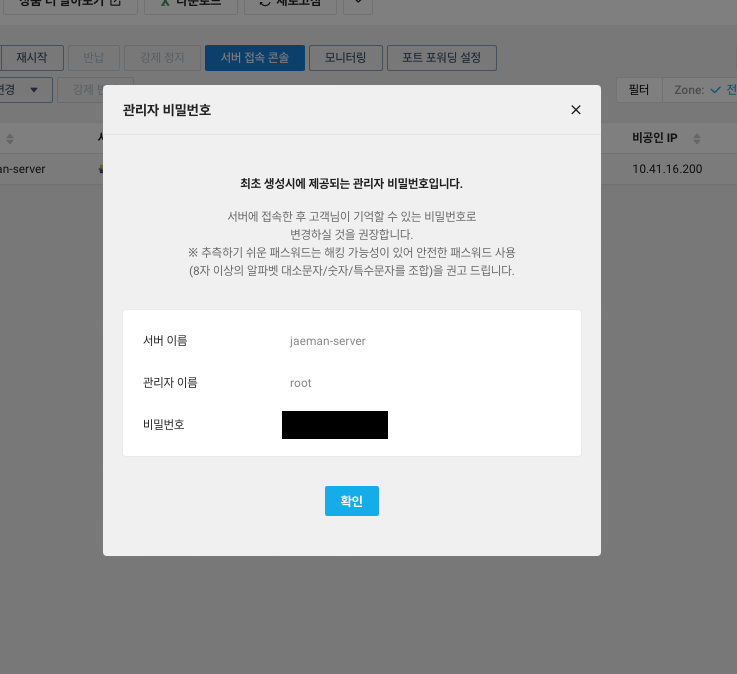 다운로드
새로고침
재시작
반납
강제 정지
서버 접속 콘솔
모니터링
포트 포워딩 설정
변경
강제
필터
Zone:
비공인 IP
10.41.16.200
an-server
관리자 비밀번호
최초 생성시에 제공되는 관리자 비밀번호입니다.
서버에 접속한 후 고객님이 기억할 수 있는 비밀번호로
변경하실 것을 권장합니다.
※ 추측하기 쉬운 패스워드는 해킹 가능성이 있어 안전한 패스워드 사용
(8자 이상의 알파벳 대소문자/숫자/특수문자를 조합)을 권고 드립니다.
서버 이름 jaeman-server
관리자 이름 root
비밀번호
확인